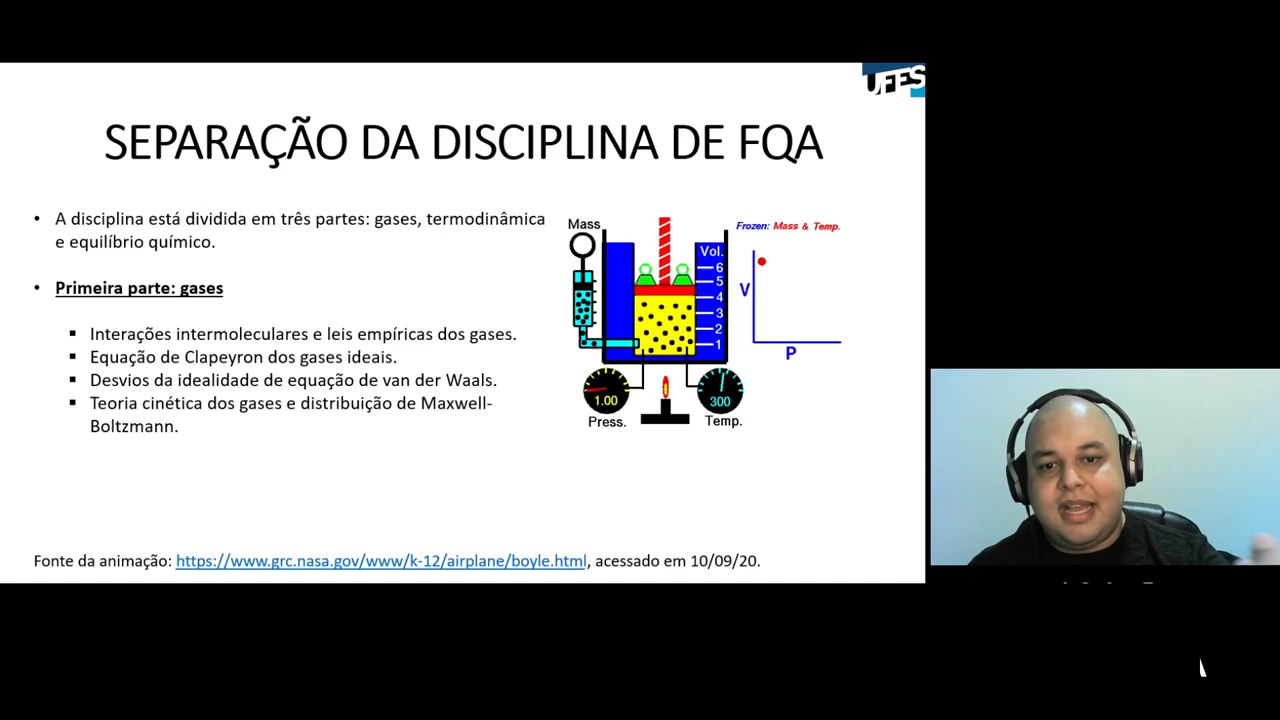 UFES
SEPARAÇÃO DA DISCIPLINA DE FQA
• A disciplina está dividida em três partes: gases, termodinâmica
e equilíbrio químico.
• Primeira parte: gases
▪ Interações intermoleculares e leis empíricas dos gases.
▪ Equação de Clapeyron dos gases ideais.
▪ Desvios da idealidade de equação de van der Waals.
▪ Teoria cinética dos gases e distribuição de Maxwell-
Boltzmann.
Mass
Vol.
6
5
4
3
2
1
1.00
300
Press.
Temp.
Frozen: Mass & Temp.
V
P
Fonte da animação: https://www.grc.nasa.gov/www/k-12/airplane/boyle.html, acessado em 10/09/20.